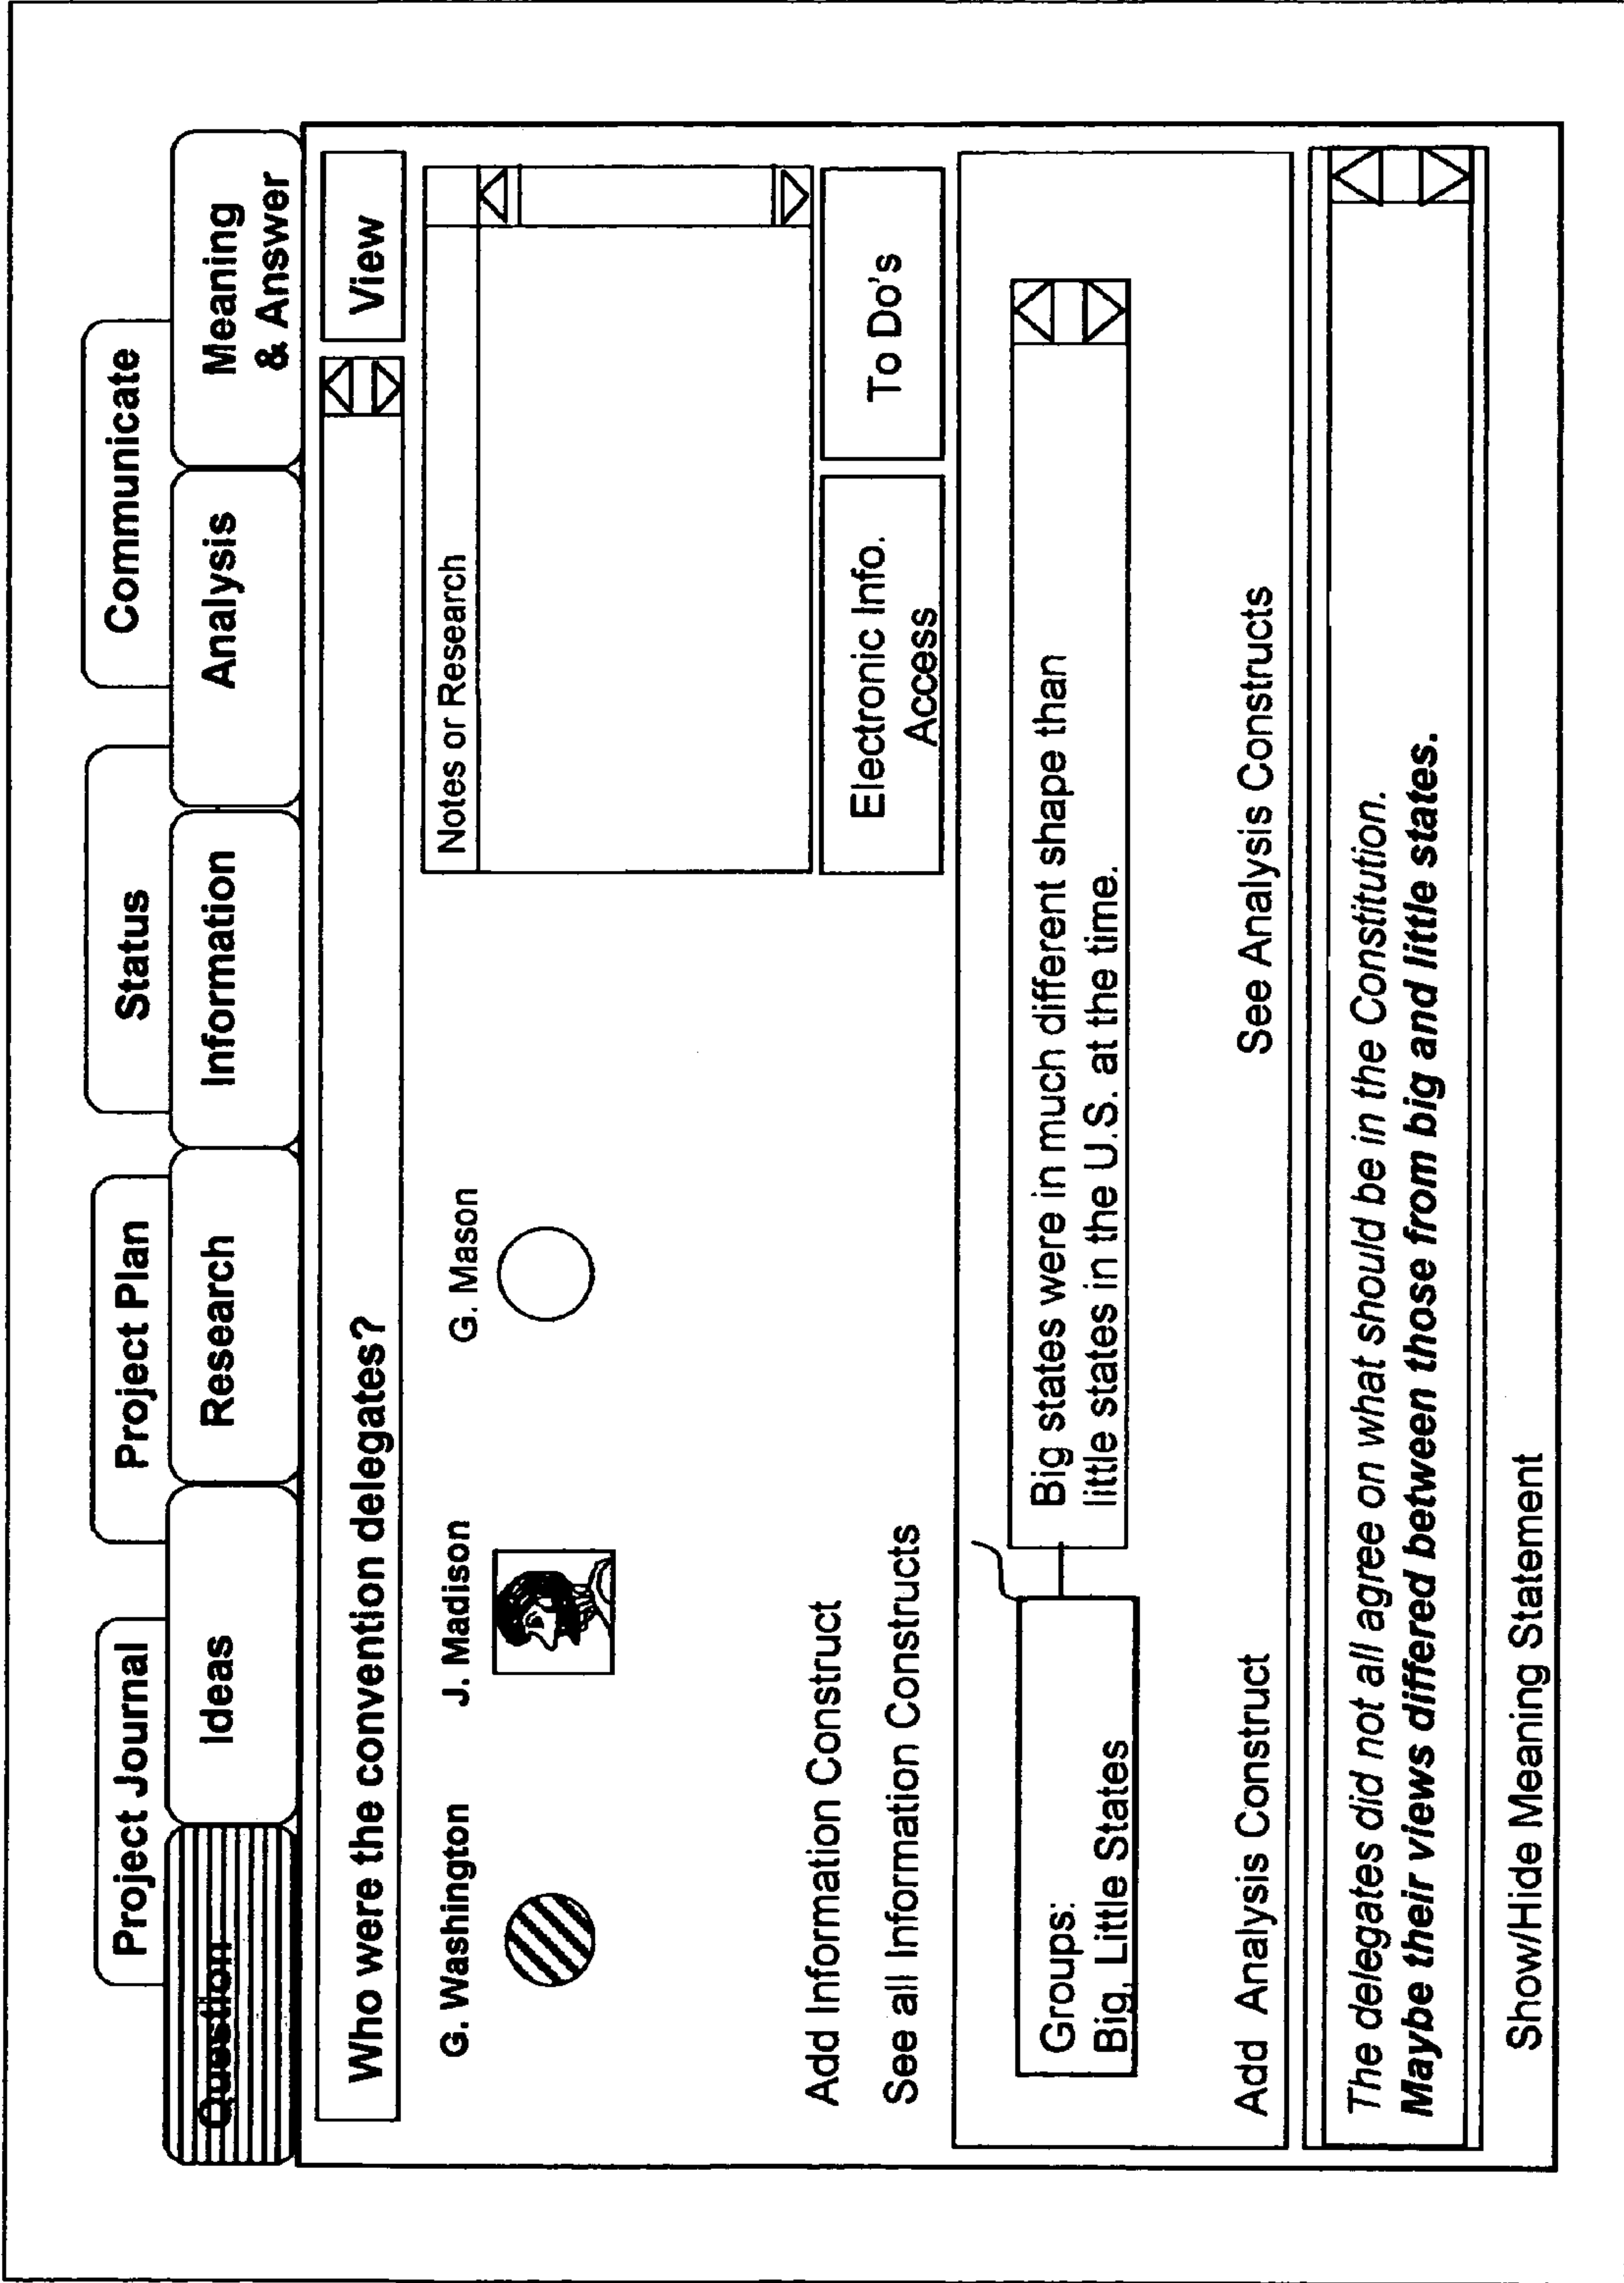 Project Journal
Project Plan
Status
Communicate
Question
Ideas
Research
Information
Analysis
Meaning
& Answer
Who were the convention delegates?
View
G. Washington
J. Madison
G. Mason
Notes or Research
Add Information Construct
See all Information Constructs
Electronic Info.
Access
To Do's
Groups:
Big, Little States
Big states were in much different shape than
little states in the U.S. at the time.
Add Analysis Construct
See Analysis Constructs
The delegates did not all agree on what should be in the Constitution.
Maybe their views differed between those from big and little states.
Show/Hide Meaning Statement